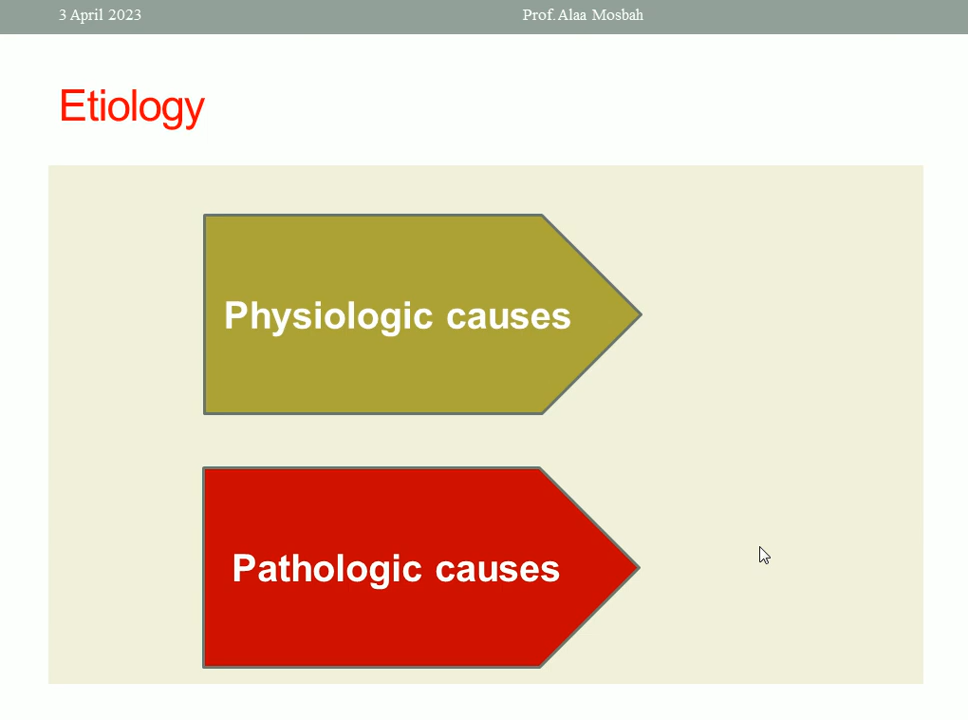 3 April 2023
Prof. Alaa Mosbah
Etiology
Physiologic causes
Pathologic causes